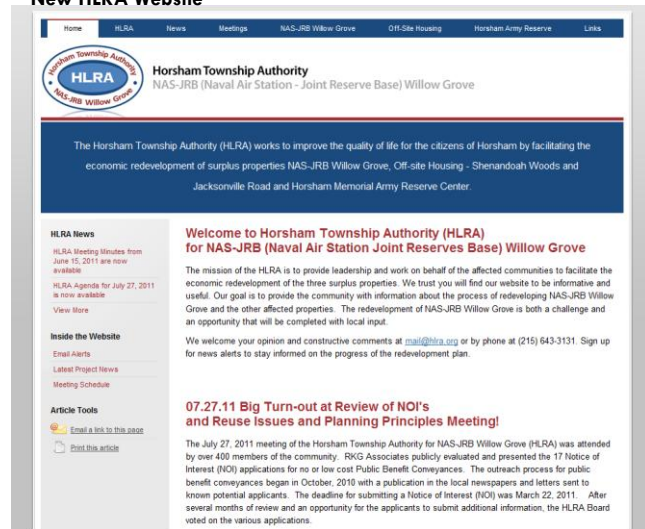 New HLRA Website
Home HLRA News Meetings NAS-JRB Willow Grove Off-Site Housing Horsham Army Reserve Links
Horsham Township Authority
HLRA
NAS-JRB Willow Grove
Horsham Township Authority
NAS-JRB (Naval Air Station - Joint Reserve Base) Willow Grove
The Horsham Township Authority (HLRA) works to improve the quality of life for the citizens of Horsham by facilitating the
economic redevelopment of surplus properties NAS-JRB Willow Grove, Off-site Housing - Shenandoah Woods and
Jacksonville Road and Horsham Memorial Army Reserve Center.
HLRA News
HLRA Meeting Minutes from
June 15, 2011 are now
available
HLRA Agenda for July 27, 2011
is now available
View More
Inside the Website
Email Alerts
Latest Project News
Meeting Schedule
Article Tools
Email a link to this page
Print this article
Welcome to Horsham Township Authority (HLRA)
for NAS-JRB (Naval Air Station Joint Reserves Base) Willow Grove
The mission of the HLRA is to provide leadership and work on behalf of the affected communities to facilitate the
economic redevelopment of the three surplus properties. We trust you will find our website to be informative and
useful. Our goal is to provide the community with information about the process of redeveloping NAS-JRB Willow
Grove and the other affected properties. The redevelopment of NAS-JRB Willow Grove is both a challenge and
an opportunity that will be completed with local input.
We welcome your opinion and constructive comments at mail@hlra.org or by phone at (215) 643-3131. Sign up
for news alerts to stay informed on the progress of the redevelopment plan.
07.27.11 Big Turn-out at Review of NOI's
and Reuse Issues and Planning Principles Meeting!
The July 27, 2011 meeting of the Horsham Township Authority for NAS-JRB Willow Grove (HLRA) was attended
by over 400 members of the community. RKG Associates publicly evaluated and presented the 17 Notice of
Interest (NOI) applications for no or low cost Public Benefit Conveyances. The outreach process for public
benefit conveyances began in October, 2010 with a publication in the local newspapers and letters sent to
known potential applicants. The deadline for submitting a Notice of Interest (NOI) was March 22, 2011. After
several months of review and an opportunity for the applicants to submit additional information, the HLRA Board
voted on the various applications.